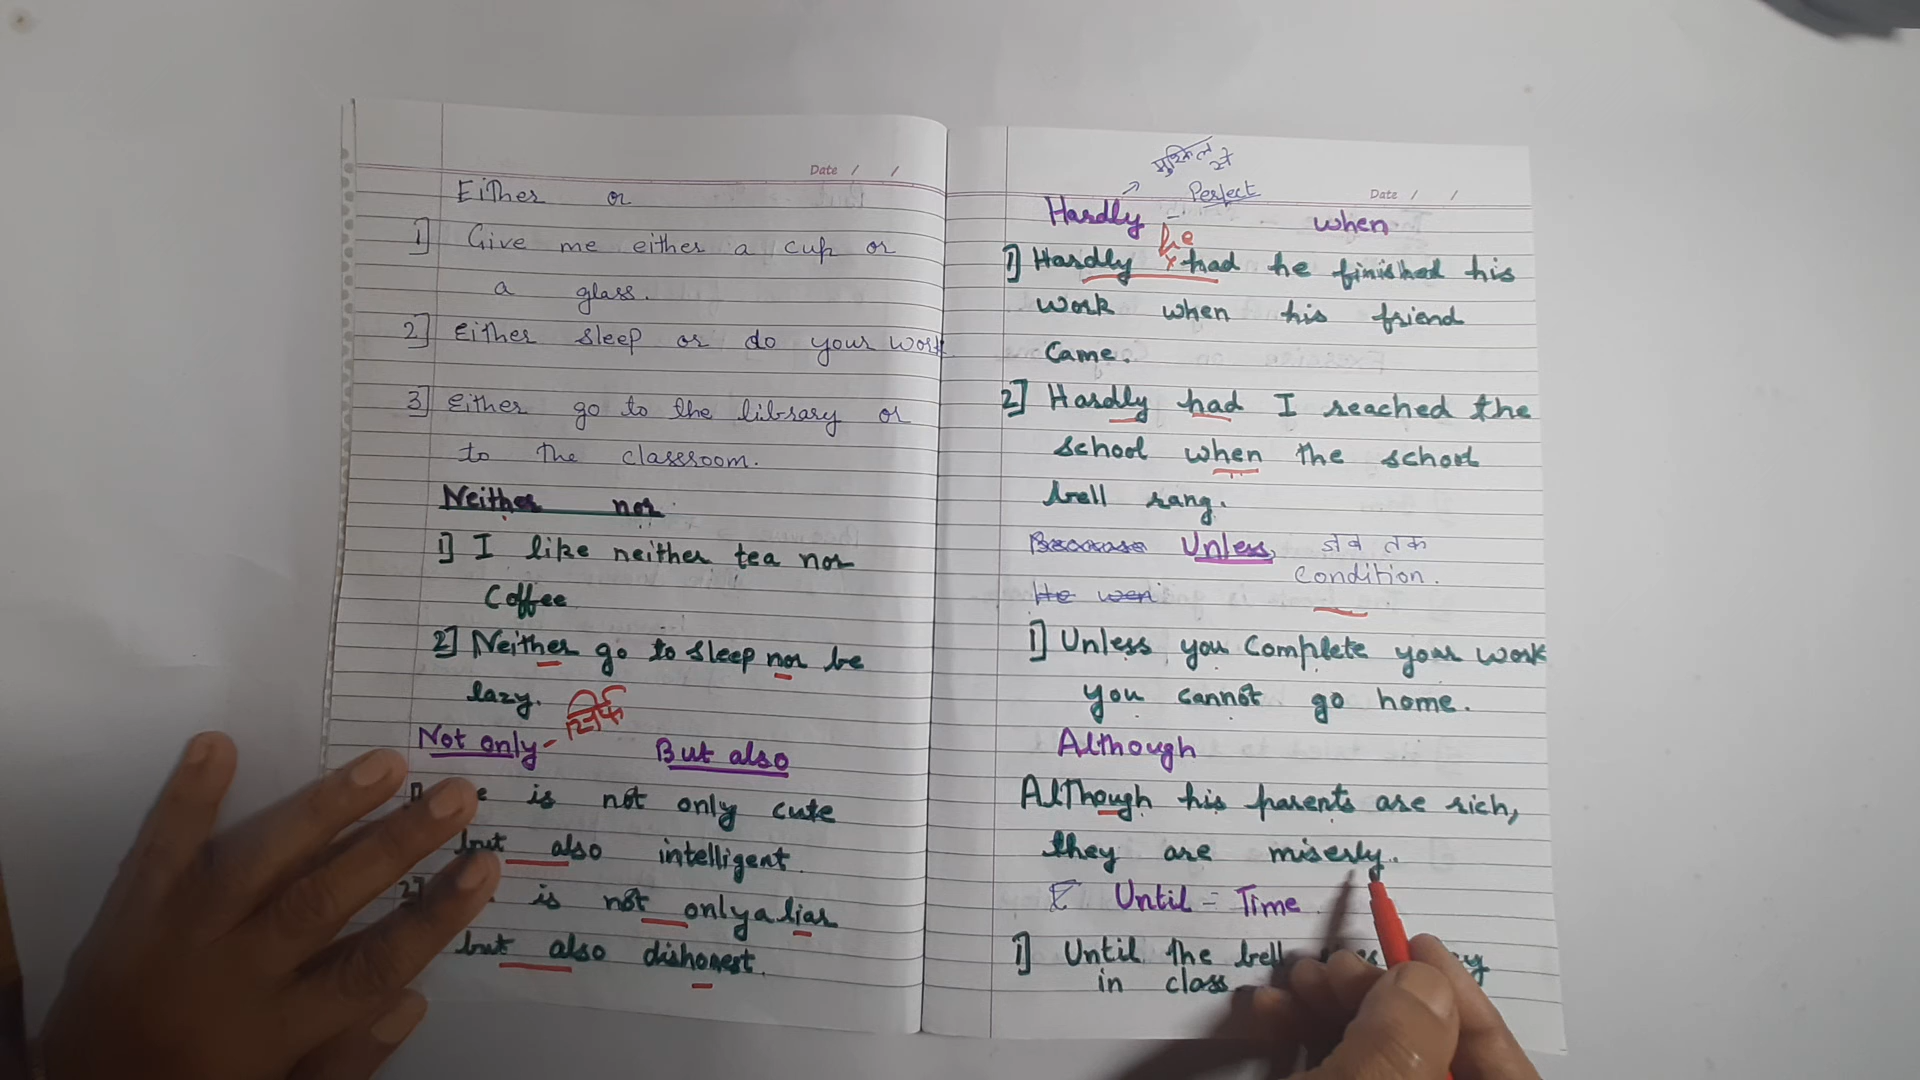 Date / /
Either or
1] Give me either a cup or
a glass.
2] Either sleep or do your work
3] Either go to the library or
to the classroom.
Neither nor
1] I like neither tea nor
Coffee
2] Neither go to sleep nor be
lazy.
Not only - सिर्फ But also
is not only cute
but also intelligent.
2] is not only a liar
but also dishonest.
मुश्किल से
Perfect
Date / /
Hardly - when
he
1] Hardly x had he finished his
work when his friend
Came.
2] Hardly had I reached the
school when the school
bell rang.
Unless, जब तक
Condition.
He wen
1] Unless you Complete your work
you cannot go home.
Although
Although his parents are rich,
they are miserly.
Until = Time
1] Until the bell
in class